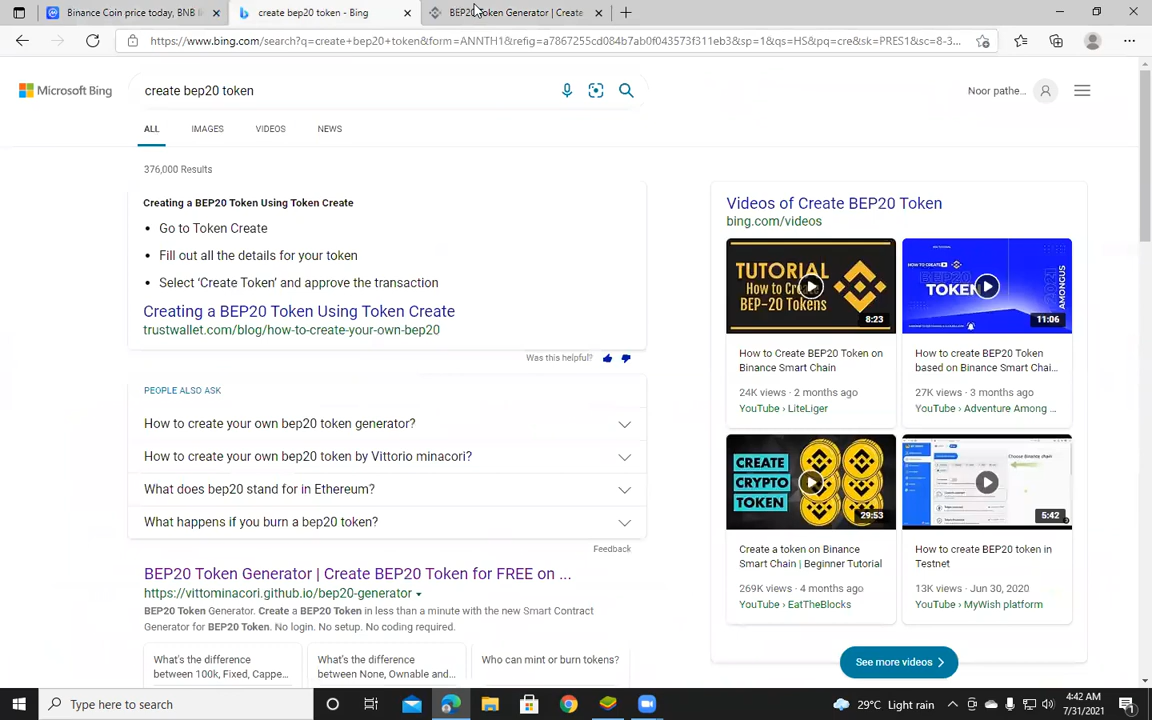 Binance Coin price today, BNB li
create bep20 token - Bing
BEP20 Token Generator | Create
https://www.bing.com/search?q=create+bep20+token&form=ANNTH1&refig=a7867255cd084b7ab0f043573f311eb3&sp=1&qs=HS&pq=cre&sk=PRES1&sc=8-3...
Microsoft Bing
create bep20 token
Noor pathe...
ALL IMAGES VIDEOS NEWS
376,000 Results
Creating a BEP20 Token Using Token Create
• Go to Token Create
• Fill out all the details for your token
• Select ‘Create Token’ and approve the transaction
Creating a BEP20 Token Using Token Create
trustwallet.com/blog/how-to-create-your-own-bep20
Was this helpful?
PEOPLE ALSO ASK
How to create your own bep20 token generator?
How to create your own bep20 token by Vittorio minacori?
What does bep20 stand for in Ethereum?
What happens if you burn a bep20 token?
Feedback
BEP20 Token Generator | Create BEP20 Token for FREE on ...
https://vittominacori.github.io/bep20-generator
BEP20 Token Generator. Create a BEP20 Token in less than a minute with the new Smart Contract
Generator for BEP20 Token. No login. No setup. No coding required.
What's the difference
between 100k, Fixed, Cappe...
What's the difference
between None, Ownable and...
Who can mint or burn tokens?
Videos of Create BEP20 Token
bing.com/videos
TUTORIAL
How to Create
BEP-20 Tokens
8:23
How to Create BEP20 Token on
Binance Smart Chain
24K views · 2 months ago
YouTube › LiteLiger
HOW TO CREATE
BEP20
TOKEN
2021
AMONGUS
11:06
How to create BEP20 Token
based on Binance Smart Chai...
27K views · 3 months ago
YouTube › Adventure Among ...
CREATE
CRYPTO
TOKEN
29:53
Create a token on Binance
Smart Chain | Beginner Tutorial
269K views · 4 months ago
YouTube › EatTheBlocks
5:42
How to create BEP20 token in
Testnet
13K views · Jun 30, 2020
YouTube › MyWish platform
See more videos
Type here to search
29°C Light rain
4:42 AM
7/31/2021
1